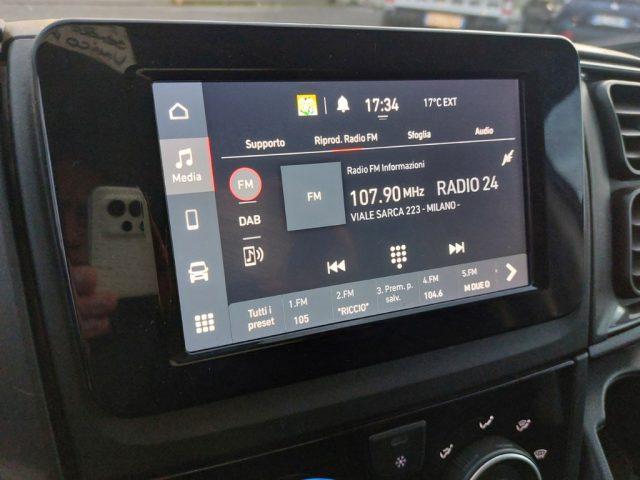 17:34 17°C EXT
Supporto Riprod. Radio FM Sfoglia Audio
Media
Radio FM Informazioni
FM
FM
107.90 MHz RADIO 24
VIALE SARCA 223 - MILANO -
DAB
Tutti i preset
1.FM
105
2.FM
"RICCIO"
3. Prem. p. salv.
4.FM
104.6
5.FM
M DUE O